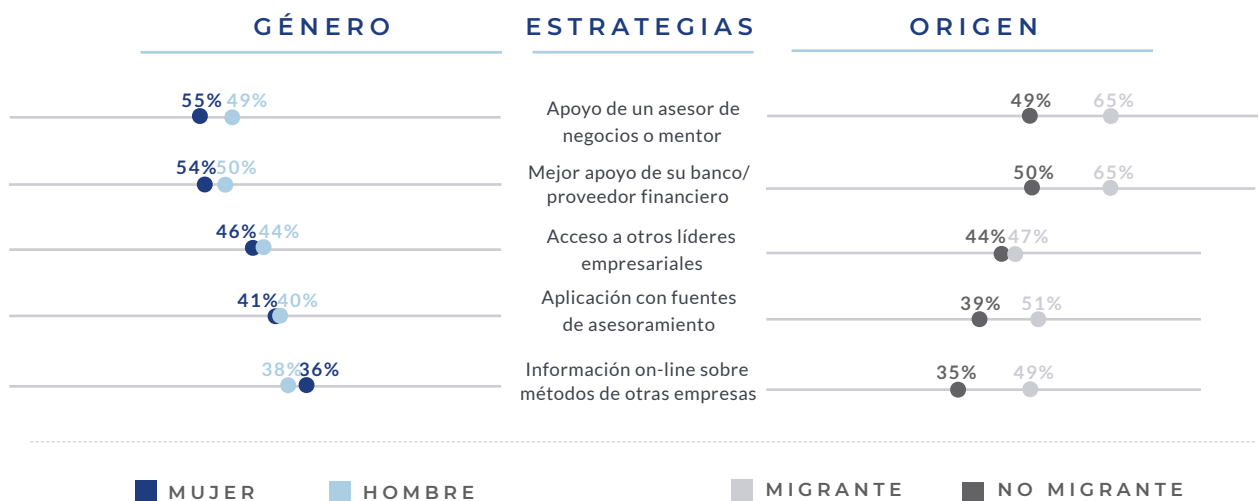 GÉNERO ESTRATEGIAS ORIGEN
55% 49% Apoyo de un asesor de 49% 65%
negocios o mentor
54% 50% Mejor apoyo de su banco/ 50% 65%
proveedor financiero
46% 44% Acceso a otros líderes 44% 47%
empresariales
41% 40% Aplicación con fuentes 39% 51%
de asesoramiento
38% 36% Información on-line sobre 35% 49%
métodos de otras empresas
MUJER HOMBRE MIGRANTE NO MIGRANTE